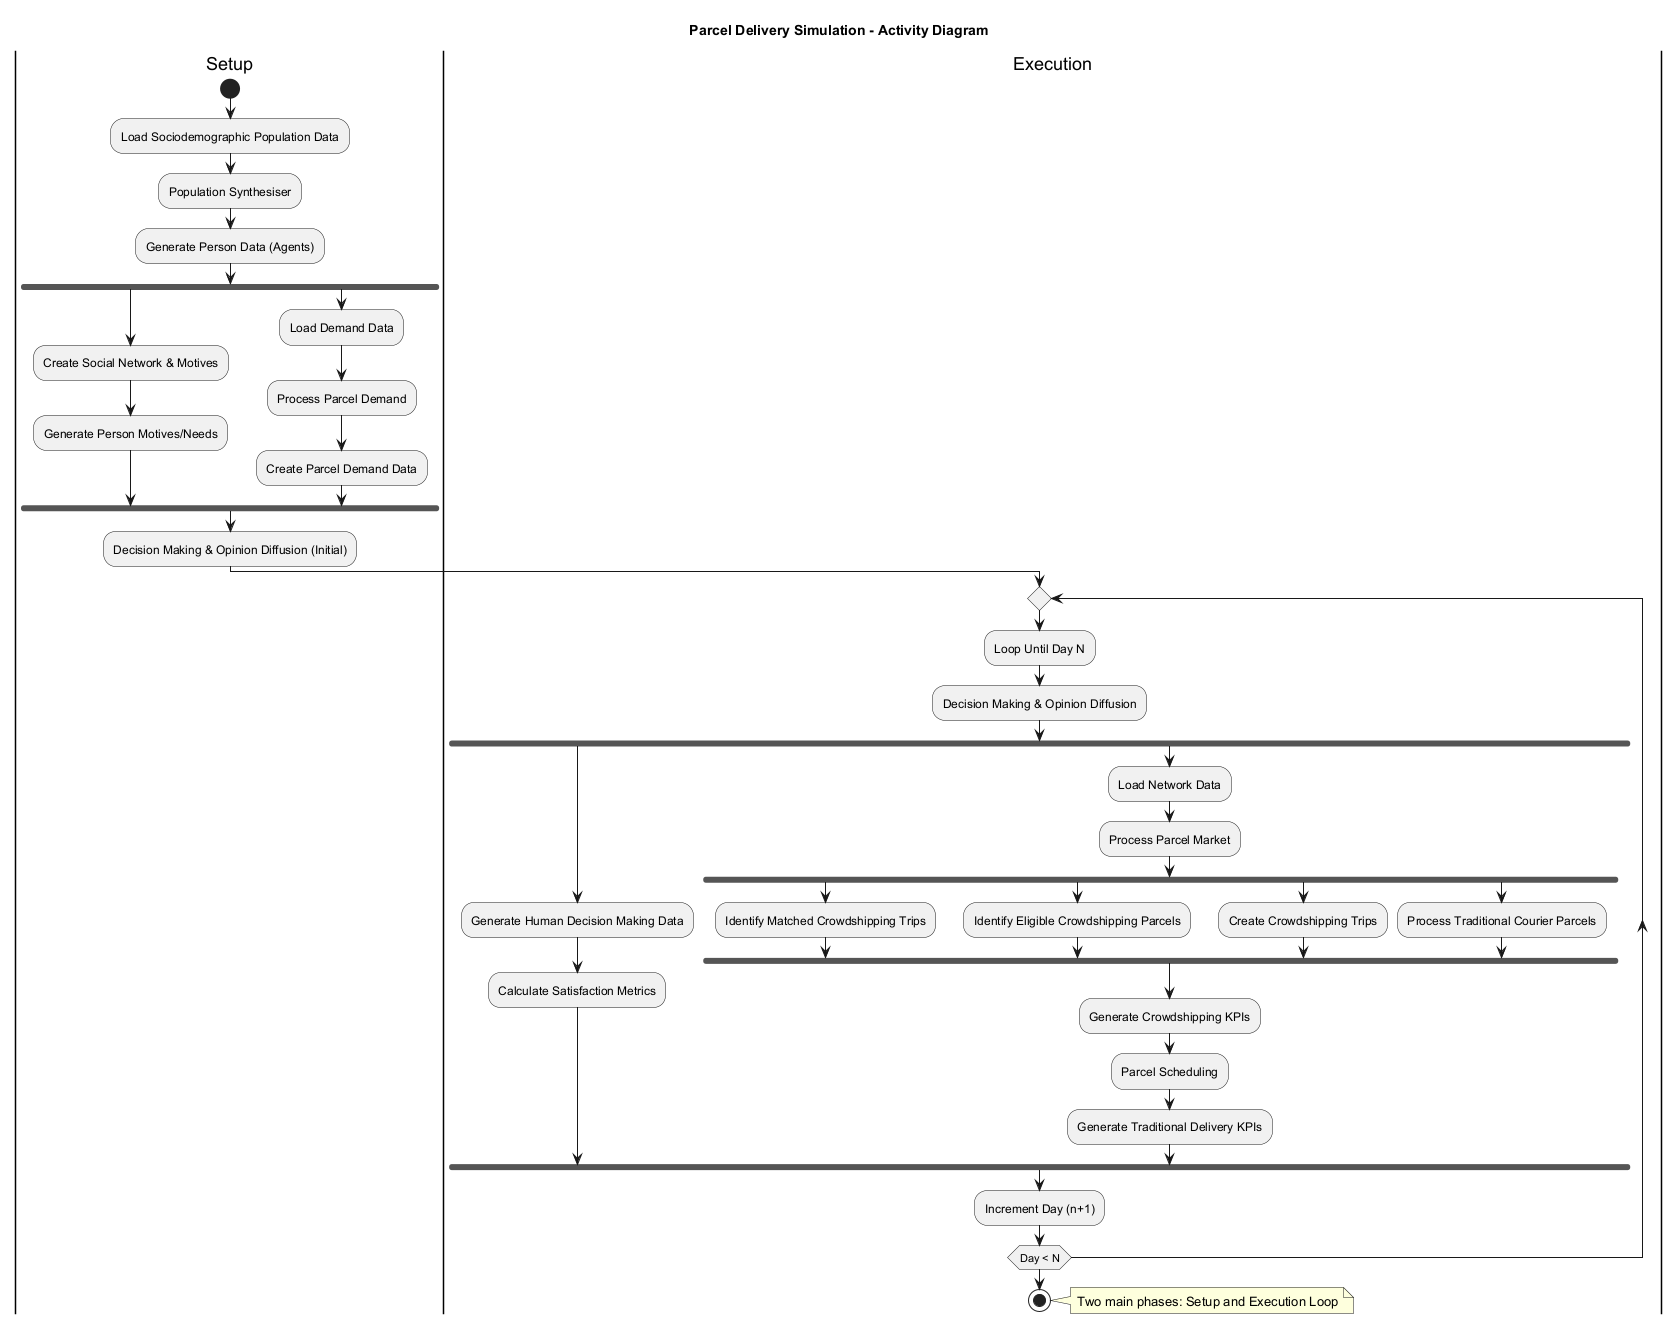 Parcel Delivery Simulation - Activity Diagram
Setup
Execution
Load Sociodemographic Population Data
Population Synthesiser
Generate Person Data (Agents)
Load Demand Data
Create Social Network & Motives
Process Parcel Demand
Generate Person Motives/Needs
Create Parcel Demand Data
Decision Making & Opinion Diffusion (Initial)
Loop Until Day N
Decision Making & Opinion Diffusion
Load Network Data
Process Parcel Market
Generate Human Decision Making Data
Identify Matched Crowdshipping Trips
Identify Eligible Crowdshipping Parcels
Create Crowdshipping Trips
Process Traditional Courier Parcels
Calculate Satisfaction Metrics
Generate Crowdshipping KPIs
Parcel Scheduling
Generate Traditional Delivery KPIs
Increment Day (n+1)
Day < N
Two main phases: Setup and Execution Loop